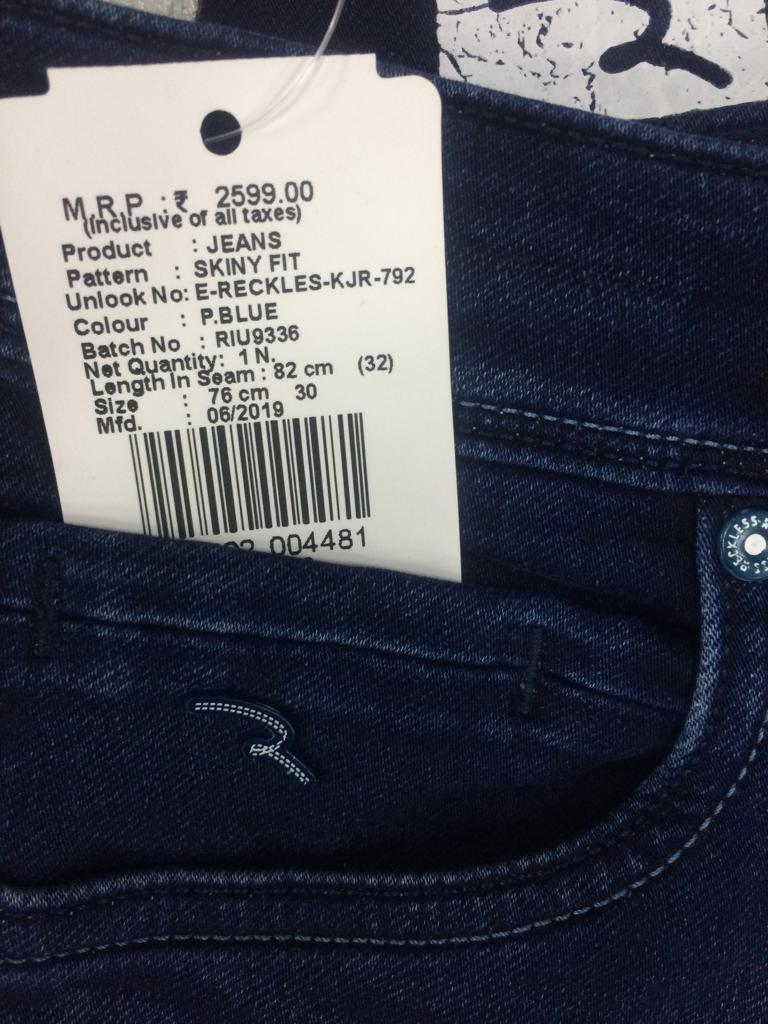 M R P : ₹ 2599.00
(Inclusive of all taxes)
Product : JEANS
Pattern : SKINY FIT
Unlook No: E-RECKLES-KJR-792
Colour : P.BLUE
Batch No : RIU9336
Net Quantity: 1 N.
Length In Seam : 82 cm (32)
Size : 76 cm 30
Mfd. : 06/2019
004481